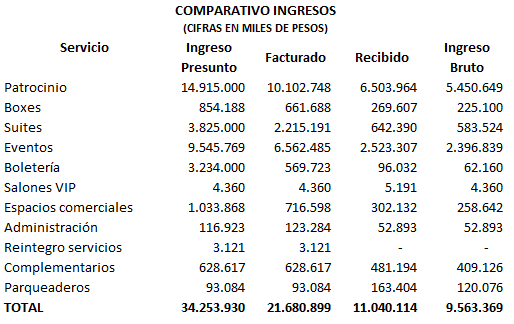 COMPARATIVO INGRESOS
(CIFRAS EN MILES DE PESOS)
Servicio Ingreso Presunto Facturado Recibido Ingreso Bruto
Patrocinio 14.915.000 10.102.748 6.503.964 5.450.649
Boxes 854.188 661.688 269.607 225.100
Suites 3.825.000 2.215.191 642.390 583.524
Eventos 9.545.769 6.562.485 2.523.307 2.396.839
Boletería 3.234.000 569.723 96.032 62.160
Salones VIP 4.360 4.360 5.191 4.360
Espacios comerciales 1.033.868 716.598 302.132 258.642
Administración 116.923 123.284 52.893 52.893
Reintegro servicios 3.121 3.121 - -
Complementarios 628.617 628.617 481.194 409.126
Parqueaderos 93.084 93.084 163.404 120.076
TOTAL 34.253.930 21.680.899 11.040.114 9.563.369